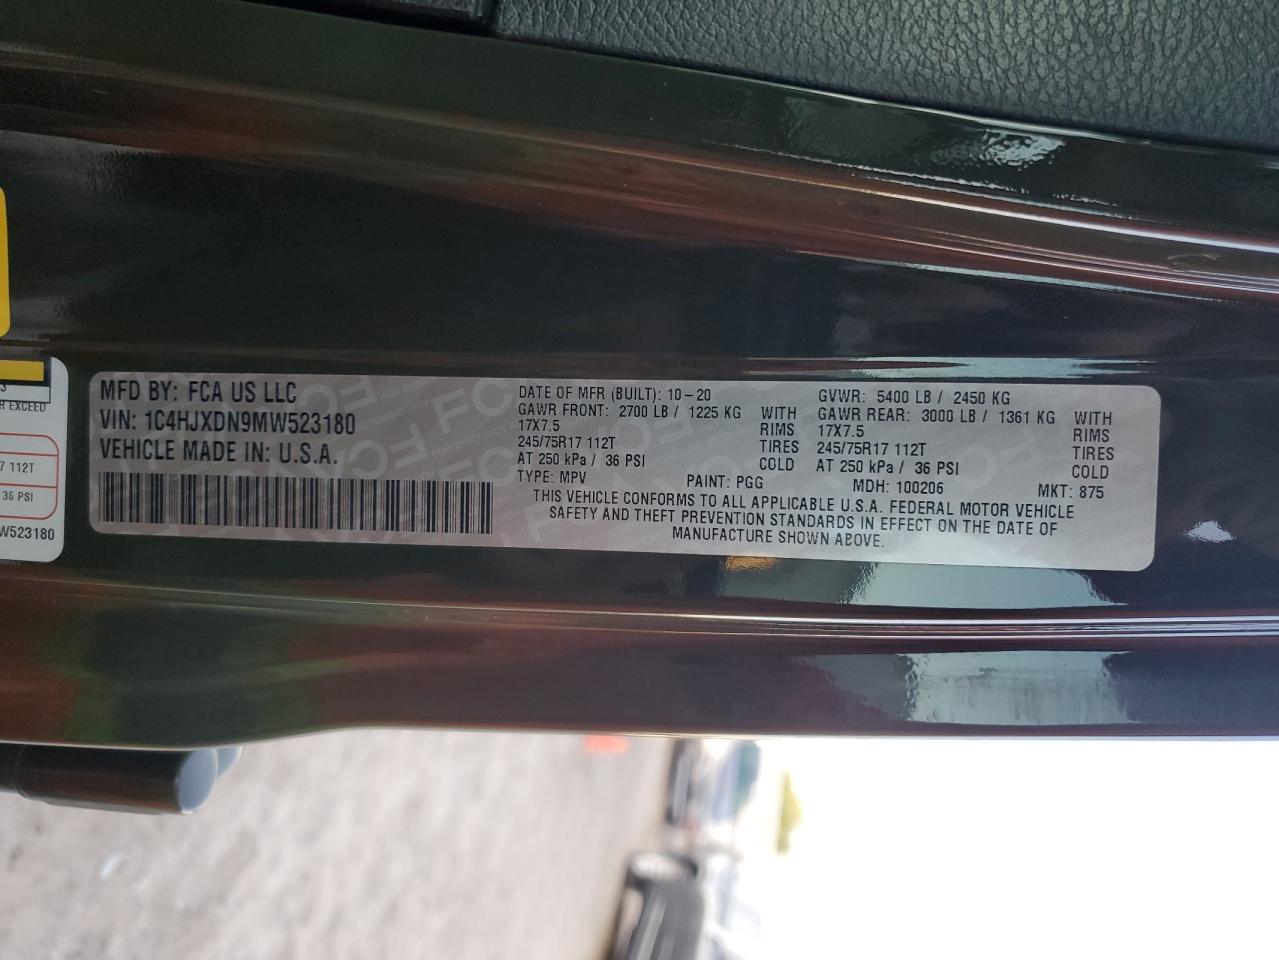 MFD BY: FCA US LLC
VIN: 1C4HJXDN9MW523180
VEHICLE MADE IN: U.S.A.
DATE OF MFR (BUILT): 10-20
GAWR FRONT: 2700 LB / 1225 KG WITH
17X7.5 RIMS
245/75R17 112T TIRES
AT 250 kPa / 36 PSI COLD
TYPE: MPV PAINT: PGG
GVWR: 5400 LB / 2450 KG
GAWR REAR: 3000 LB / 1361 KG WITH
17X7.5 RIMS
245/75R17 112T TIRES
AT 250 kPa / 36 PSI COLD
MDH: 100206 MKT: 875
THIS VEHICLE CONFORMS TO ALL APPLICABLE U.S.A. FEDERAL MOTOR VEHICLE
SAFETY AND THEFT PREVENTION STANDARDS IN EFFECT ON THE DATE OF
MANUFACTURE SHOWN ABOVE.
EXCEED
112T
36 PSI
W523180